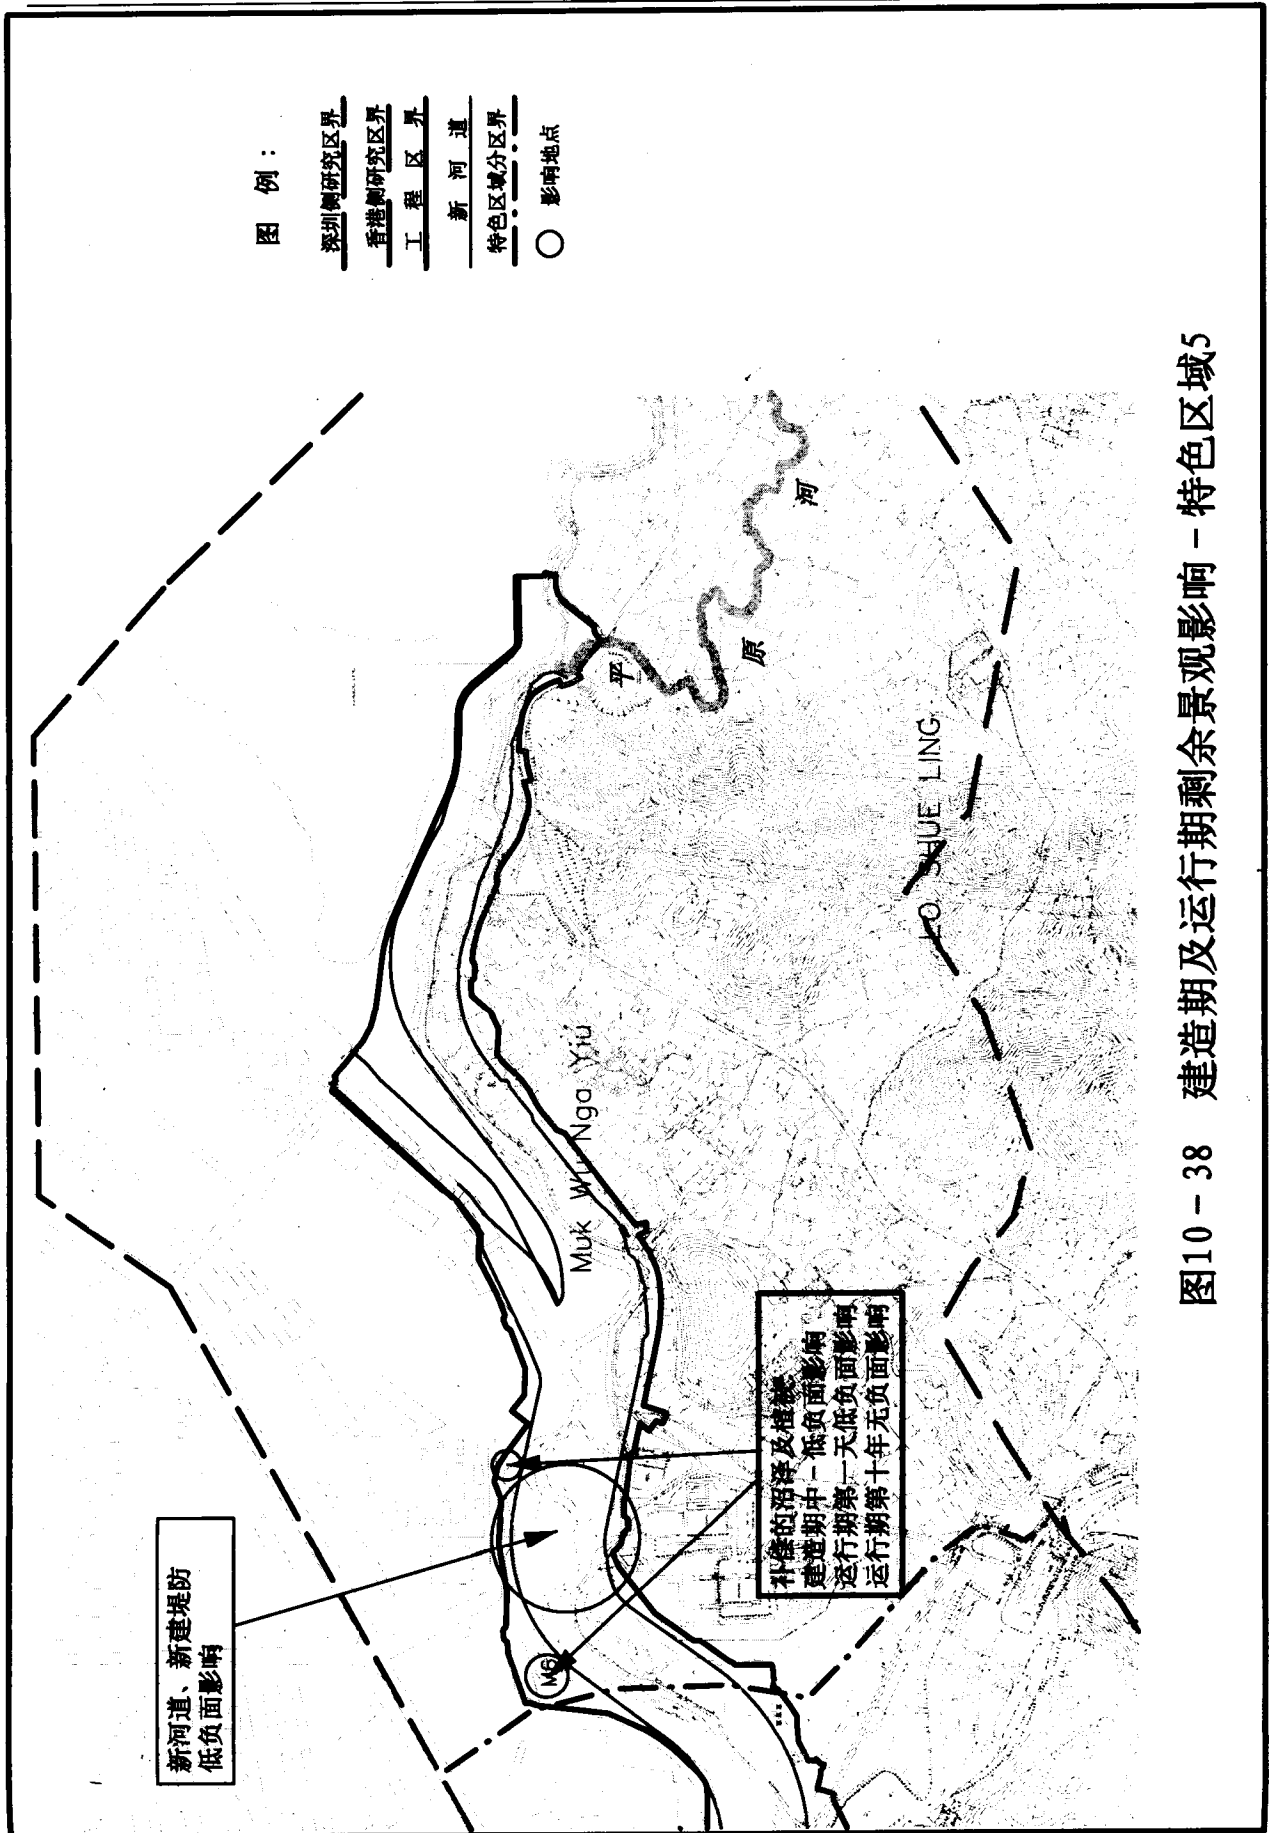 图 例：
深圳侧研究区界
香港侧研究区界
工 程 区 界
新 河 道
特色区域分区界
影响地点
新河道、新建堤防
低负面影响
M6
补偿的沼泽及植被
建造期中－低负面影响
运行期第一天低负面影响
运行期第十年无负面影响
Muk Wu Nga Yiu
LO SHUE LING
平
原
河
图10－38 建造期及运行期剩余景观影响－特色区域5